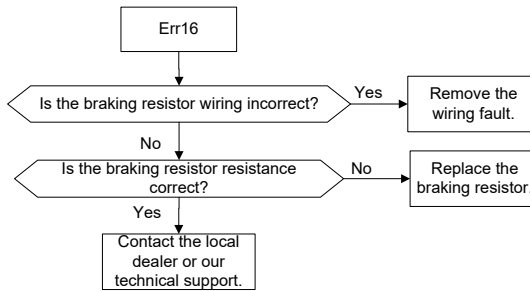 Err16
Is the braking resistor wiring incorrect?
Yes
Remove the
wiring fault.
No
Is the braking resistor resistance
correct?
No
Replace the
braking resistor.
Yes
Contact the local
dealer or our
technical support.